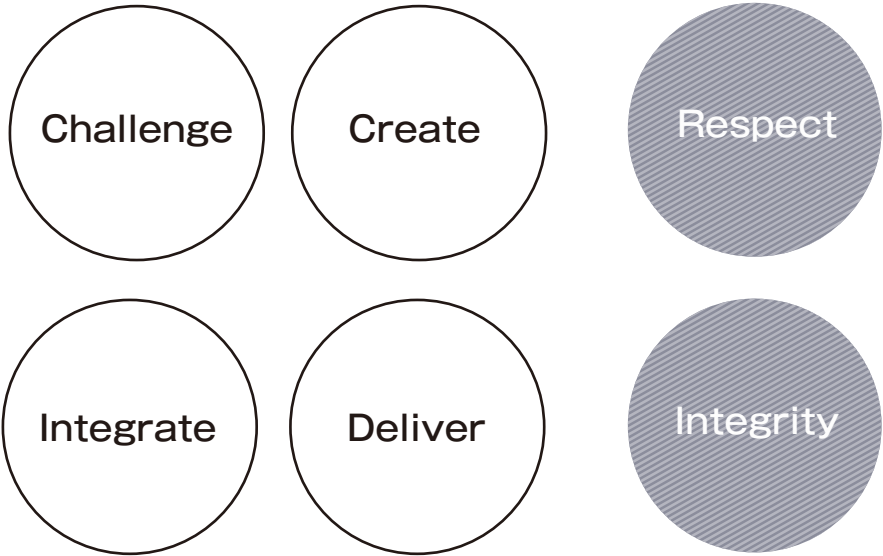 Challenge
Create
Respect
Integrate
Deliver
Integrity